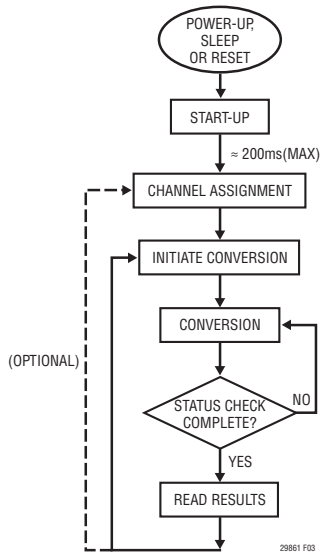 POWER-UP,
SLEEP
OR RESET
START-UP
≈ 200ms(MAX)
CHANNEL ASSIGNMENT
INITIATE CONVERSION
CONVERSION
(OPTIONAL)
STATUS CHECK
COMPLETE?
NO
YES
READ RESULTS
29861 F03